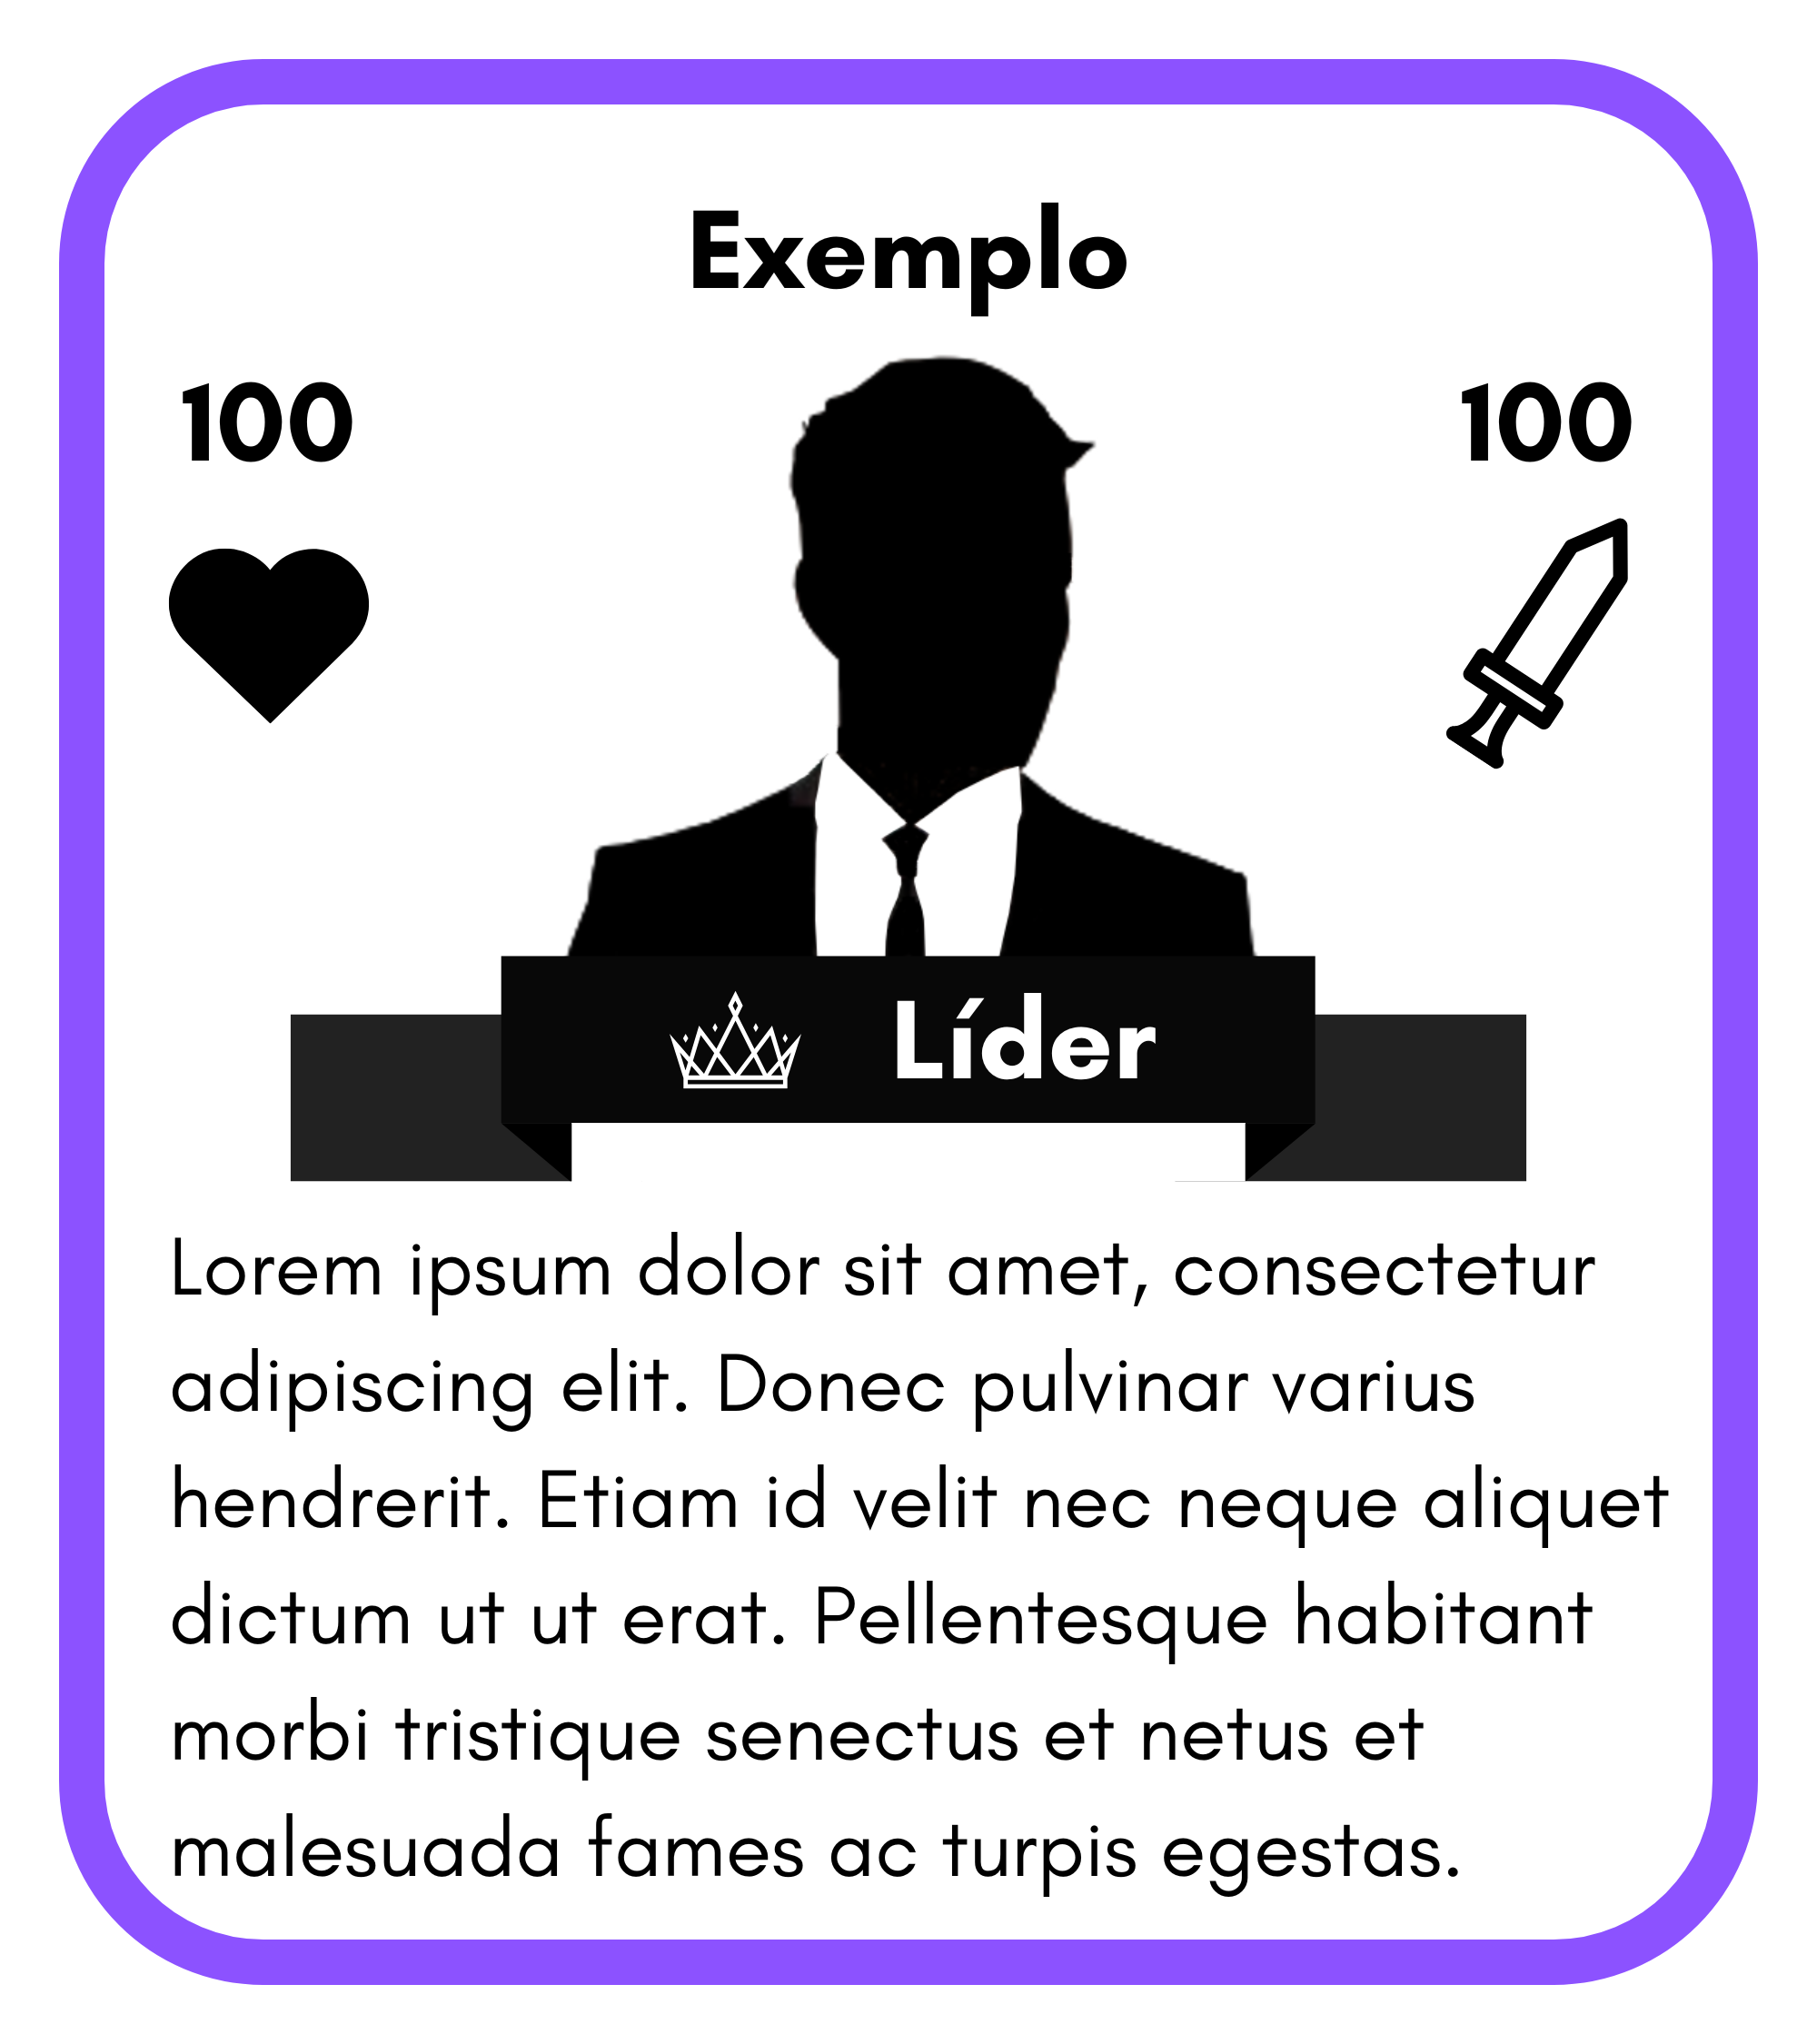 Exemplo
100
100
Líder
Lorem ipsum dolor sit amet, consectetur
adipiscing elit. Donec pulvinar varius
hendrerit. Etiam id velit nec neque aliquet
dictum ut ut erat. Pellentesque habitant
morbi tristique senectus et netus et
malesuada fames ac turpis egestas.